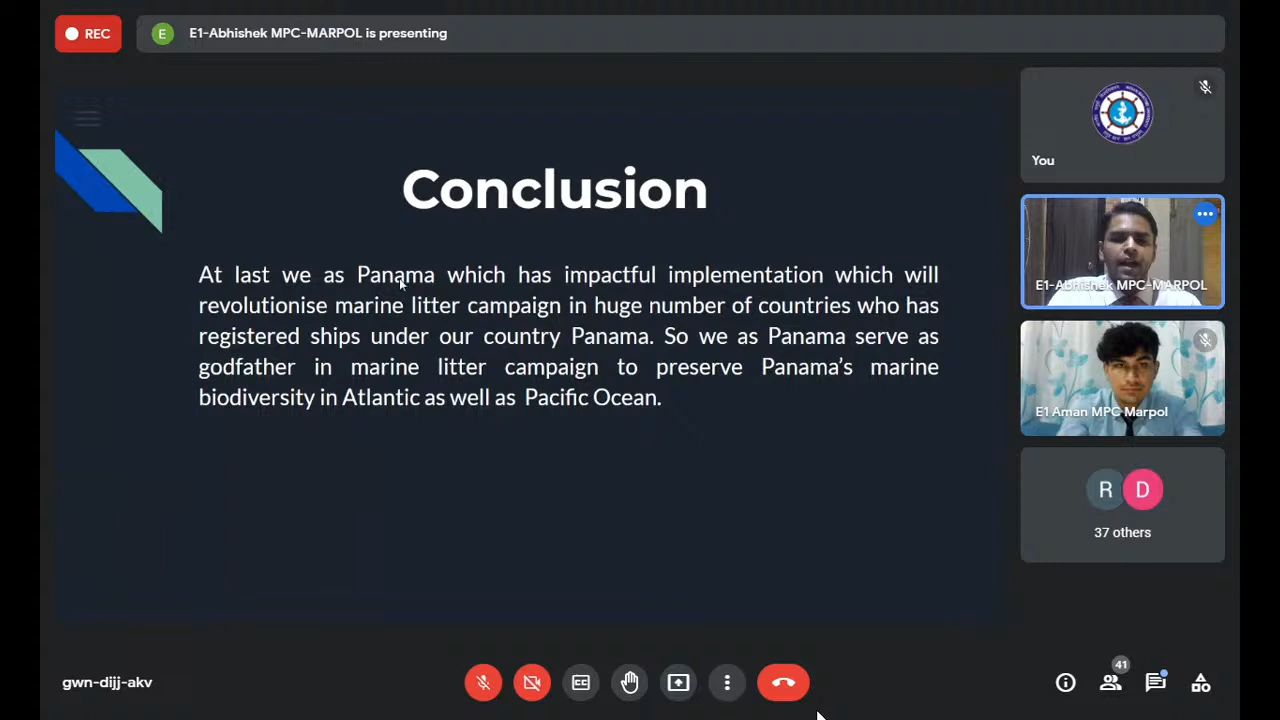 REC
E
E1-Abhishek MPC-MARPOL is presenting
You
Conclusion
At last we as Panama which has impactful implementation which will
revolutionise marine litter campaign in huge number of countries who has
registered ships under our country Panama. So we as Panama serve as
godfather in marine litter campaign to preserve Panama's marine
biodiversity in Atlantic as well as Pacific Ocean.
E1-Abhishek MPC-MARPOL
E1 Aman MPC Marpol
R D
37 others
gwn-dijj-akv
CC
41